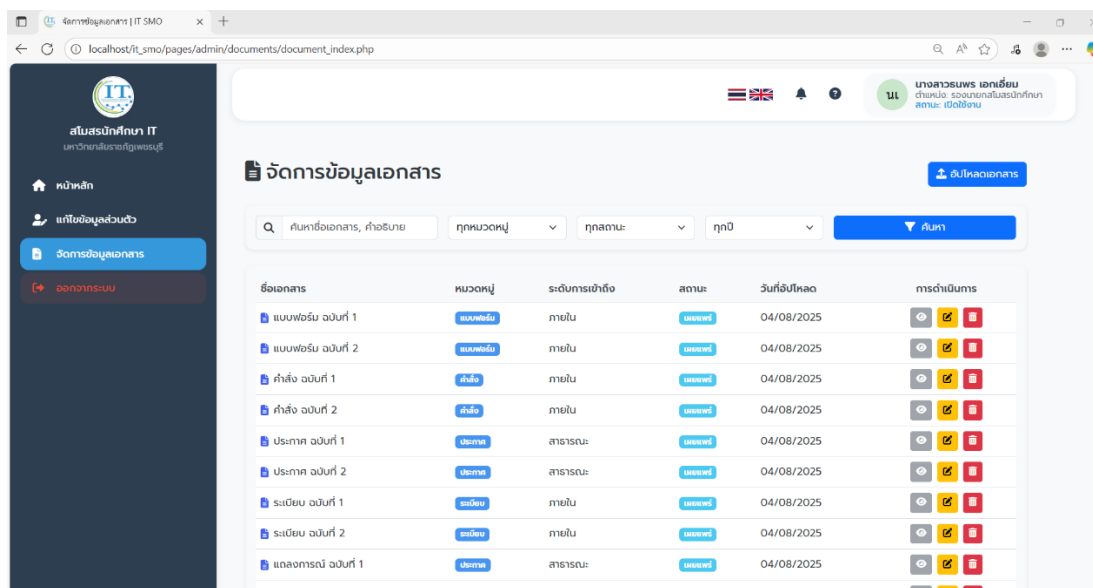 จัดการข้อมูลเอกสาร | IT SMO
localhost/it_smo/pages/admin/documents/document_index.php
IT.
สโมสรนักศึกษา IT
มหาวิทยาลัยราชภัฏเพชรบุรี
หน้าหลัก
แก้ไขข้อมูลส่วนตัว
จัดการข้อมูลเอกสาร
ออกจากระบบ
นเ
นางสาวธนพร เอกเอี่ยม
ตำแหน่ง: รองนายกสโมสรนักศึกษา
สถานะ: เปิดใช้งาน
จัดการข้อมูลเอกสาร
อัปโหลดเอกสาร
ค้นหาชื่อเอกสาร, คำอธิบาย ทุกหมวดหมู่ ทุกสถานะ ทุกปี ค้นหา
ชื่อเอกสาร หมวดหมู่ ระดับการเข้าถึง สถานะ วันที่อัปโหลด การดำเนินการ
แบบฟอร์ม ฉบับที่ 1 แบบฟอร์ม ภายใน เผยแพร่ 04/08/2025
แบบฟอร์ม ฉบับที่ 2 แบบฟอร์ม ภายใน เผยแพร่ 04/08/2025
คำสั่ง ฉบับที่ 1 คำสั่ง ภายใน เผยแพร่ 04/08/2025
คำสั่ง ฉบับที่ 2 คำสั่ง ภายใน เผยแพร่ 04/08/2025
ประกาศ ฉบับที่ 1 ประกาศ สาธารณะ เผยแพร่ 04/08/2025
ประกาศ ฉบับที่ 2 ประกาศ สาธารณะ เผยแพร่ 04/08/2025
ระเบียบ ฉบับที่ 1 ระเบียบ ภายใน เผยแพร่ 04/08/2025
ระเบียบ ฉบับที่ 2 ระเบียบ ภายใน เผยแพร่ 04/08/2025
แถลงการณ์ ฉบับที่ 1 ประกาศ สาธารณะ เผยแพร่ 04/08/2025